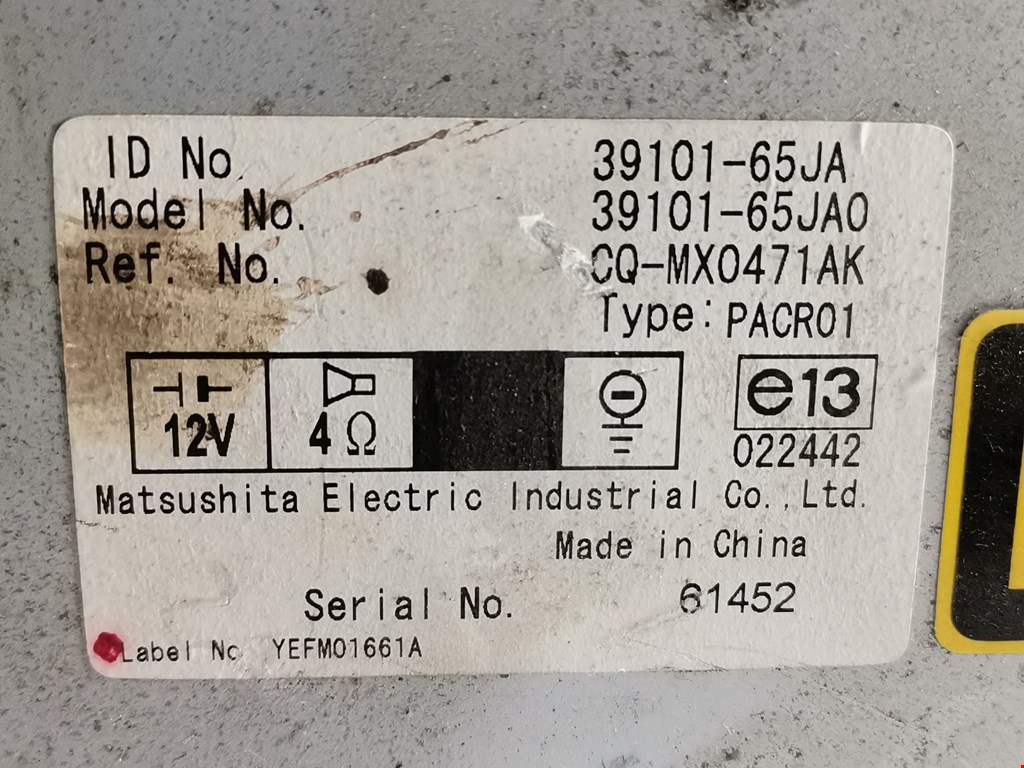 ID No. 39101-65JA
Model No. 39101-65JA0
Ref. No. CQ-MX0471AK
Type: PACR01
12V 4 Ω e13
022442
Matsushita Electric Industrial Co.,Ltd.
Made in China
Serial No. 61452
Label No YEFM01661A